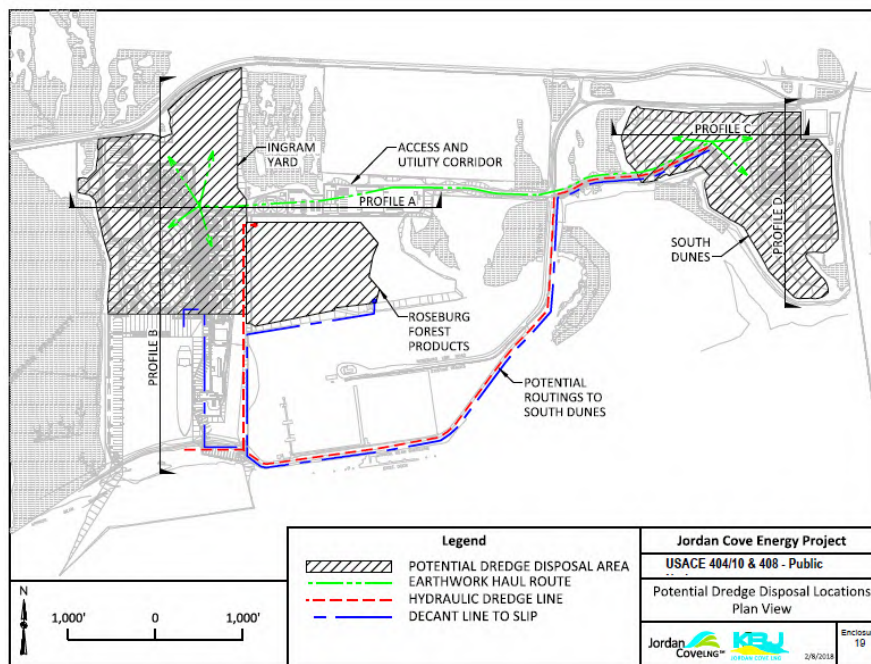 PROFILE C
INGRAM
YARD
ACCESS AND
UTILITY CORRIDOR
PROFILE A
PROFILE D
SOUTH
DUNES
ROSEBURG
FOREST
PRODUCTS
PROFILE B
POTENTIAL
ROUTINGS TO
SOUTH DUNES
Legend
POTENTIAL DREDGE DISPOSAL AREA
EARTHWORK HAUL ROUTE
HYDRAULIC DREDGE LINE
DECANT LINE TO SLIP
N
1,000' 0 1,000'
Jordan Cove Energy Project
USACE 404/10 & 408 - Public
Potential Dredge Disposal Locations
Plan View
Jordan
CoveLNG™
KBJ
JORDAN COVE LNG
2/8/2018
Enclosu
19